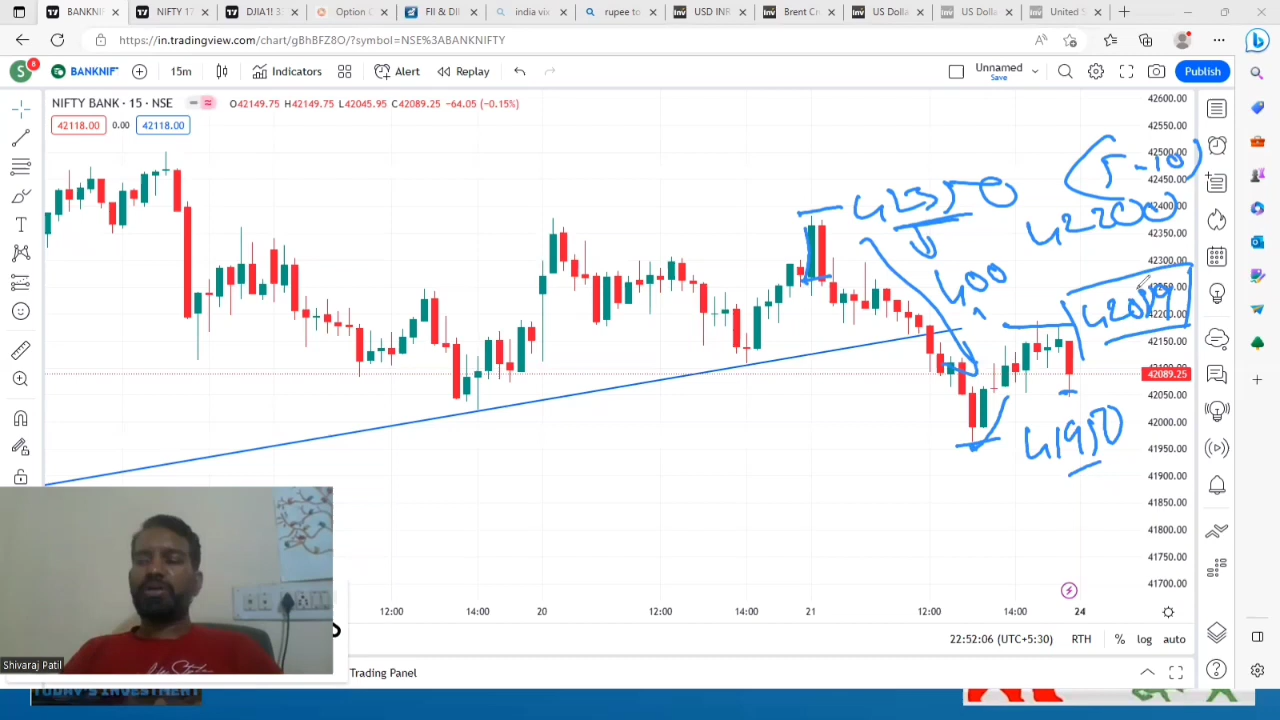 BANKNIF
NIFTY 17
DJIA1! 3
Option C
FII & DII
india vix
rupee to
USD INR
Brent Cr
US Dolla
US Dolla
United S
https://in.tradingview.com/chart/gBhBFZ8O/?symbol=NSE%3ABANKNIFTY
S
8
BANKNIF
15m
Indicators
Alert
Replay
Unnamed
Save
Publish
NIFTY BANK · 15 · NSE
O42149.75 H42149.75 L42045.95 C42089.25 −64.05 (−0.15%)
42118.00 0.00 42118.00
42600.00
42550.00
42500.00
42450.00
42400.00
42350.00
42300.00
42250.00
42200.00
42150.00
42089.25
42050.00
42000.00
41950.00
41900.00
41850.00
41800.00
41750.00
41700.00
(5-10)
42350
42200
400
42089
41950
12:00 14:00 20 12:00 14:00 21 12:00 14:00 24
22:52:06 (UTC+5:30) RTH % log auto
Trading Panel
Shivaraj Patil
TODAY'S INVESTMENT